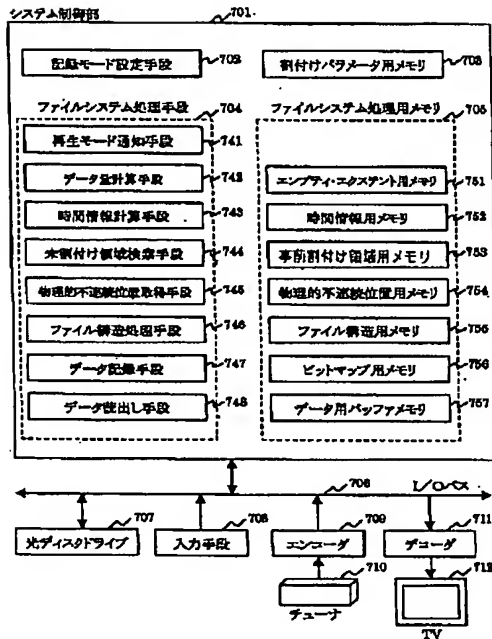 システム制御部 701
記録モード設定手段 702
割付けパラメータ用メモリ 703
ファイルシステム処理手段 704
ファイルシステム処理用メモリ 705
再生モード通知手段 741
データ量計算手段 742
エンプティ・エクステント用メモリ 751
時間情報計算手段 743
時間情報用メモリ 752
未割付け領域検索手段 744
事前割付け領域用メモリ 753
物理的不連続位置取得手段 745
物理的不連続位置用メモリ 754
ファイル構造処理手段 746
ファイル構造用メモリ 755
データ記録手段 747
ビットマップ用メモリ 756
データ読出し手段 748
データ用バッファメモリ 757
706 I/Oバス
707 708 709 711
光ディスクドライブ 入力手段 エンコーダ デコーダ
710 712
チューナ TV